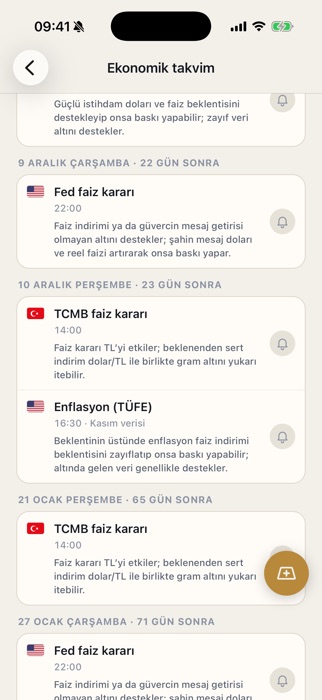 09:41
Ekonomik takvim
Güçlü istihdam doları ve faiz beklentisini
destekleyip onsa baskı yapabilir; zayıf veri
altını destekler.
9 ARALIK ÇARŞAMBA · 22 GÜN SONRA
Fed faiz kararı
22:00
Faiz indirimi ya da güvercin mesaj getirisi
olmayan altını destekler; şahin mesaj doları
ve reel faizi artırarak onsa baskı yapar.
10 ARALIK PERŞEMBE · 23 GÜN SONRA
TCMB faiz kararı
14:00
Faiz kararı TL'yi etkiler; beklenenden sert
indirim dolar/TL ile birlikte gram altını yukarı
itebilir.
Enflasyon (TÜFE)
16:30 · Kasım verisi
Beklentinin üstünde enflasyon faiz indirimi
beklentisini zayıflatıp onsa baskı yapabilir;
altında gelen veri genellikle destekler.
21 OCAK PERŞEMBE · 65 GÜN SONRA
TCMB faiz kararı
14:00
Faiz kararı TL'yi etkiler; beklenenden sert
indirim dolar/TL ile birlikte gram altını yukarı
itebilir.
27 OCAK ÇARŞAMBA · 71 GÜN SONRA
Fed faiz kararı
22:00
Faiz indirimi ya da güvercin mesaj getirisi
olmayan altını destekler; şahin mesaj doları